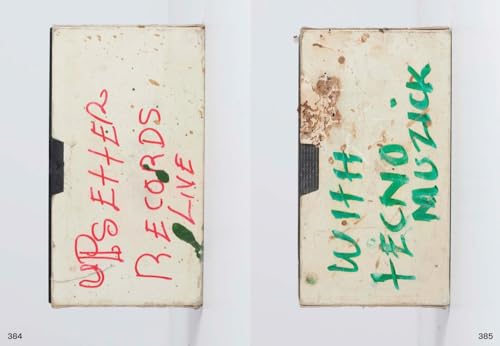 UPSETTER
RECORDS
LIVE
WITH
TECNO
MUZICK
384
385